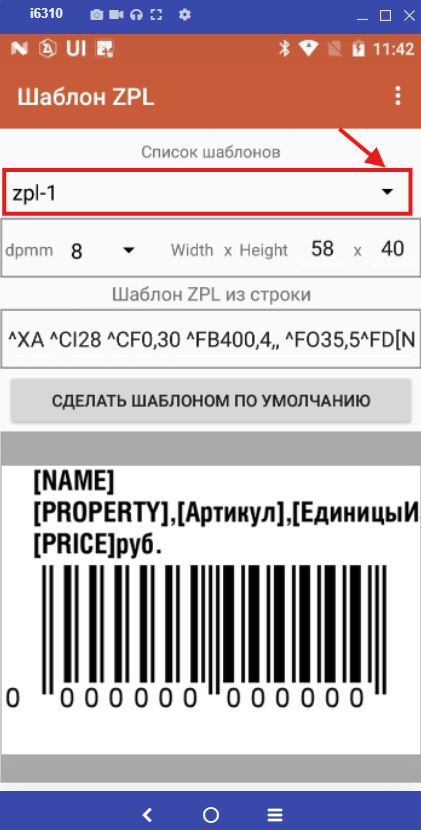 i6310
UI 11:42
Шаблон ZPL
Список шаблонов
zpl-1
dpmm 8 Width x Height 58 x 40
Шаблон ZPL из строки
^XA ^CI28 ^CF0,30 ^FB400,4,, ^FO35,5^FD[N
СДЕЛАТЬ ШАБЛОНОМ ПО УМОЛЧАНИЮ
[NAME]
[PROPERTY],[Артикул],[ЕдиницыИ
[PRICE]руб.
0 000000 000000